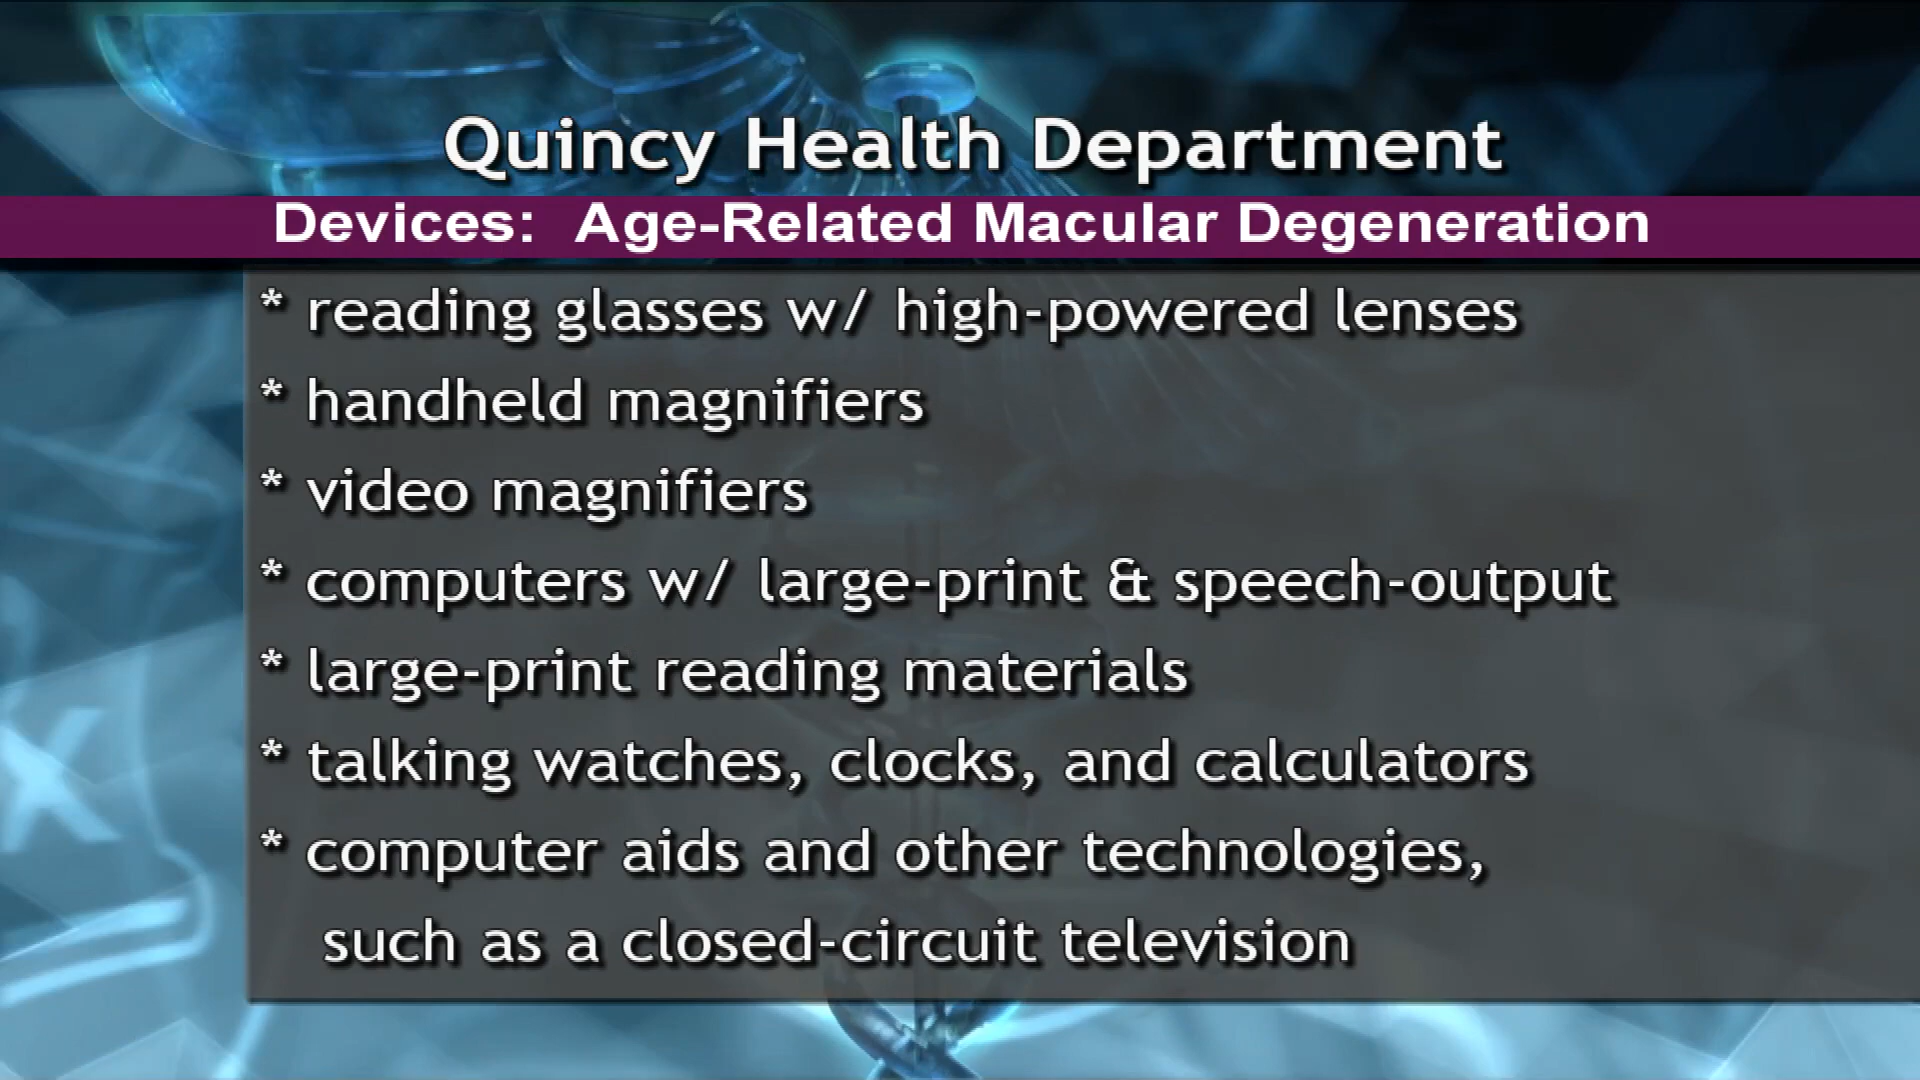 Quincy Health Department
Devices:  Age-Related Macular Degeneration
* reading glasses w/ high-powered lenses
* handheld magnifiers
* video magnifiers
* computers w/ large-print & speech-output
* large-print reading materials
* talking watches, clocks, and calculators
* computer aids and other technologies,
such as a closed-circuit television